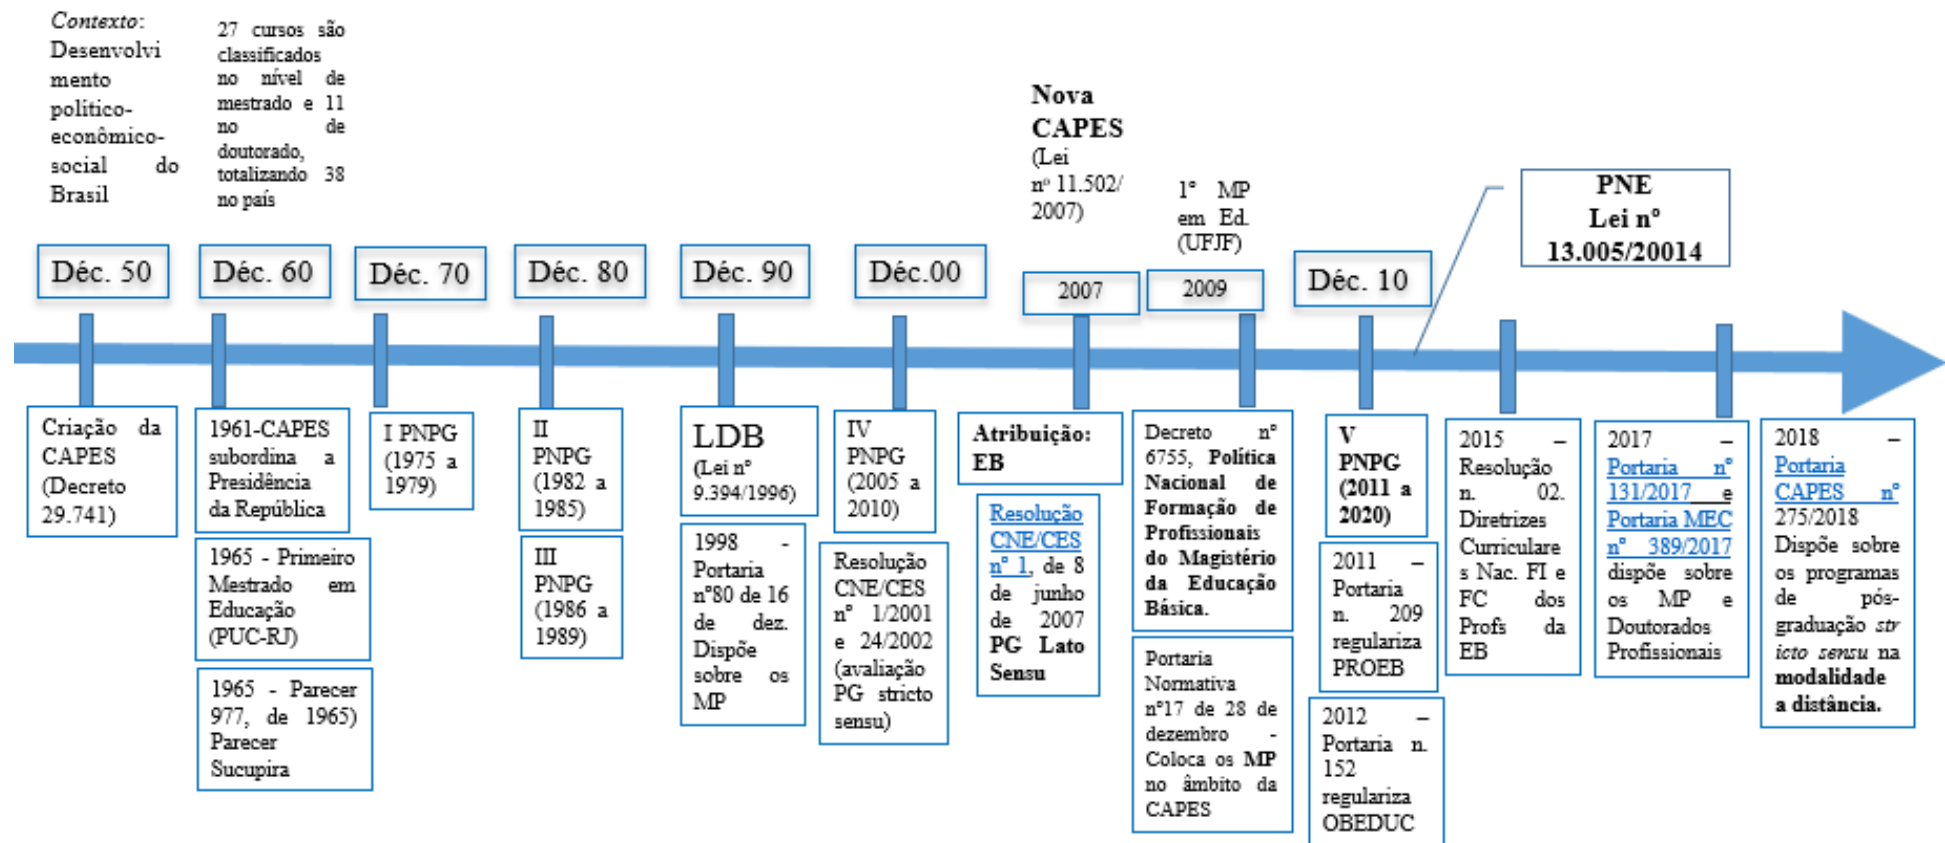 Contexto:
Desenvolvi
mento
político-
econômico-
social do
Brasil
27 cursos são
classificados
no nível de
mestrado e 11
no de
doutorado,
totalizando 38
no país
Nova
CAPES
(Lei
nº 11.502/
2007)
1º MP
em Ed.
(UFJF)
PNE
Lei nº
13.005/20014
Déc. 50
Déc. 60
Déc. 70
Déc. 80
Déc. 90
Déc.00
2007
2009
Déc. 10
Criação da
CAPES
(Decreto
29.741)
1961-CAPES
subordina a
Presidência
da República
1965 - Primeiro
Mestrado em
Educação
(PUC-RJ)
1965 - Parecer
977, de 1965)
Parecer
Sucupira
I PNPG
(1975 a
1979)
II
PNPG
(1982 a
1985)
III
PNPG
(1986 a
1989)
LDB
(Lei nº
9.394/1996)
1998 -
Portaria
nº80 de 16
de dez.
Dispõe
sobre os
MP
IV
PNPG
(2005 a
2010)
Resolução
CNE/CES
nº 1/2001
e 24/2002
(avaliação
PG stricto
sensu)
Atribuição:
EB
Resolução
CNE/CES
nº 1, de 8
de junho
de 2007
PG Lato
Sensu
Decreto nº
6755, Política
Nacional de
Formação de
Profissionais
do Magistério
da Educação
Básica.
Portaria
Normativa
nº17 de 28 de
dezembro -
Coloca os MP
no âmbito da
CAPES
V
PNPG
(2011 a
2020)
2011 –
Portaria
n. 209
regulariza
PROEB
2012 –
Portaria n.
152
regulariza
OBEDUC
2015 –
Resolução
n. 02.
Diretrizes
Curriculare
s Nac. FI e
FC dos
Profs da
EB
2017 –
Portaria nº
131/2017 e
Portaria MEC
nº 389/2017
dispõe sobre
os MP e
Doutorados
Profissionais
2018 –
Portaria
CAPES nº
275/2018
Dispõe sobre
os programas
de pós-
graduação str
icto sensu na
modalidade
a distância.